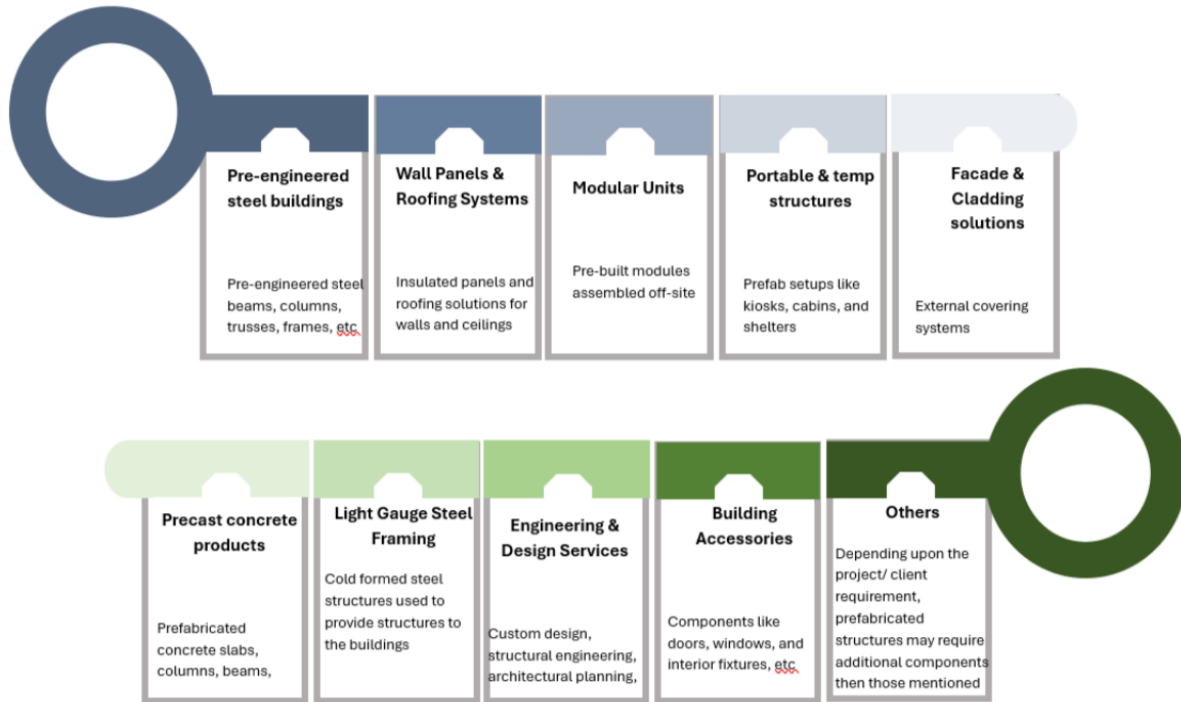 Pre-engineered
steel buildings
Pre-engineered steel
beams, columns,
trusses, frames, etc
Wall Panels &
Roofing Systems
Insulated panels and
roofing solutions for
walls and ceilings
Modular Units
Pre-built modules
assembled off-site
Portable & temp
structures
Prefab setups like
kiosks, cabins, and
shelters
Facade &
Cladding
solutions
External covering
systems
Precast concrete
products
Prefabricated
concrete slabs,
columns, beams,
Light Gauge Steel
Framing
Cold formed steel
structures used to
provide structures to
the buildings
Engineering &
Design Services
Custom design,
structural engineering,
architectural planning,
Building
Accessories
Components like
doors, windows, and
interior fixtures, etc
Others
Depending upon the
project/ client
requirement,
prefabricated
structures may require
additional components
then those mentioned